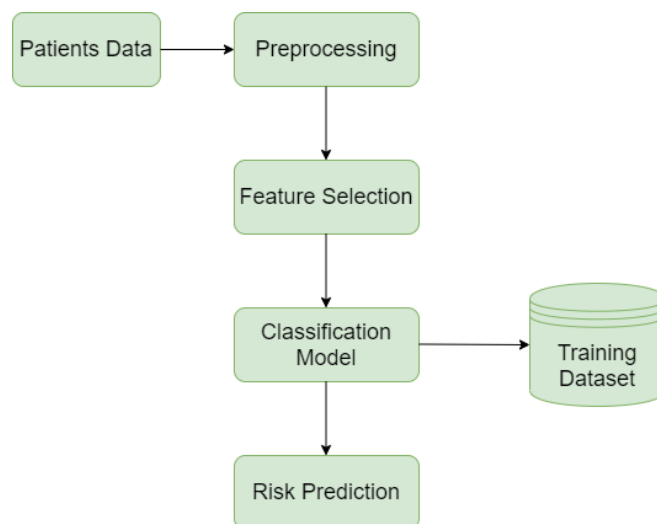 Patients Data
Preprocessing
Feature Selection
Classification
Model
Training
Dataset
Risk Prediction